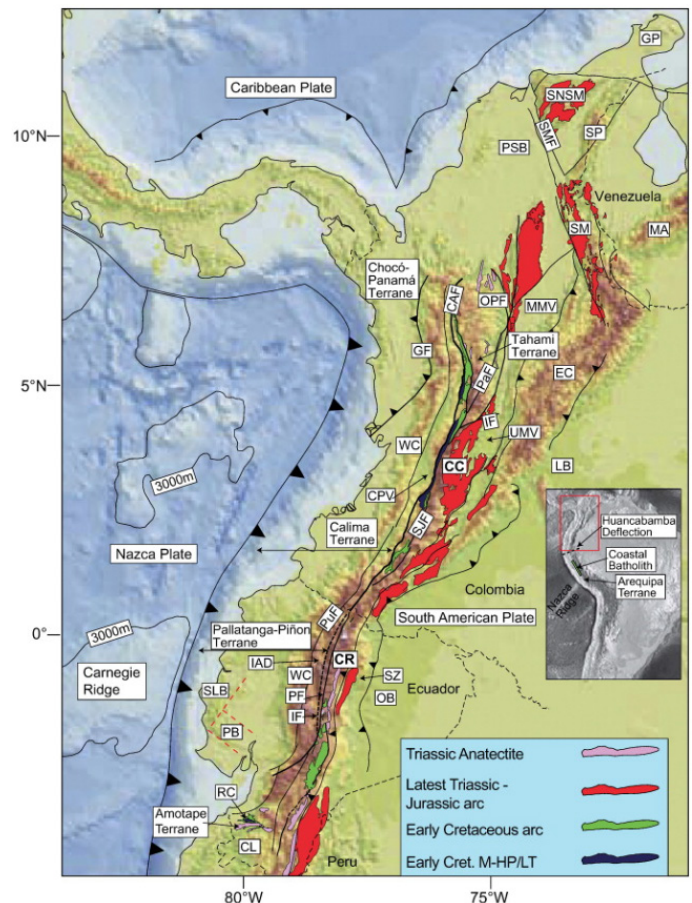 GP
Caribbean Plate
SNSM
10°N
SMF
SP
PSB
Venezuela
SM
MA
Chocó-
Panamá
Terrane
CAF
OPF
MMV
Tahami
Terrane
GF
PaF
EC
5°N
IF
UMV
WC
CC
LB
3000m
CPV
SJF
Calima
Terrane
Huancabamba
Deflection
Coastal
Batholith
Arequipa
Terrane
Nazca
Ridge
Nazca Plate
Colombia
PuF
South American Plate
0°
3000m
Pallatanga-Piñon
Terrane
IAD
CR
Carnegie
Ridge
WC
SZ
SLB
PF
OB
Ecuador
IF
PB
Triassic Anatectite
Latest Triassic -
Jurassic arc
RC
Amotape
Terrane
Early Cretaceous arc
CL
Peru
Early Cret. M-HP/LT
80°W
75°W